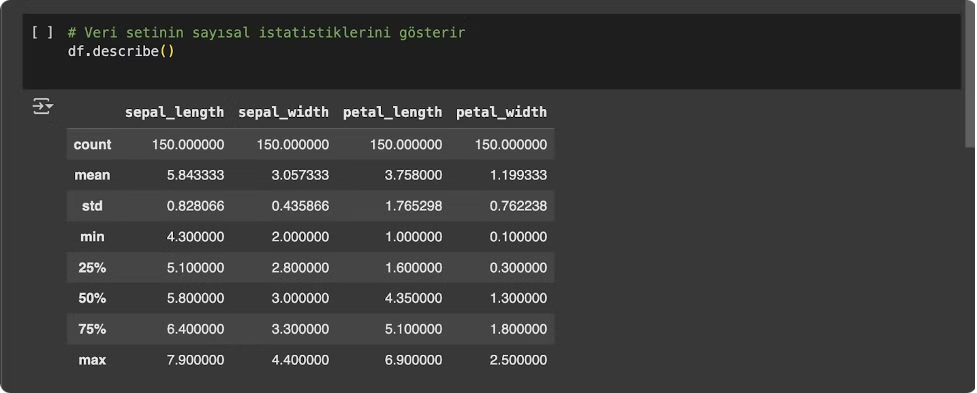 [ ] # Veri setinin sayısal istatistiklerini gösterir
df.describe()
sepal_length sepal_width petal_length petal_width
count 150.000000 150.000000 150.000000 150.000000
mean 5.843333 3.057333 3.758000 1.199333
std 0.828066 0.435866 1.765298 0.762238
min 4.300000 2.000000 1.000000 0.100000
25% 5.100000 2.800000 1.600000 0.300000
50% 5.800000 3.000000 4.350000 1.300000
75% 6.400000 3.300000 5.100000 1.800000
max 7.900000 4.400000 6.900000 2.500000